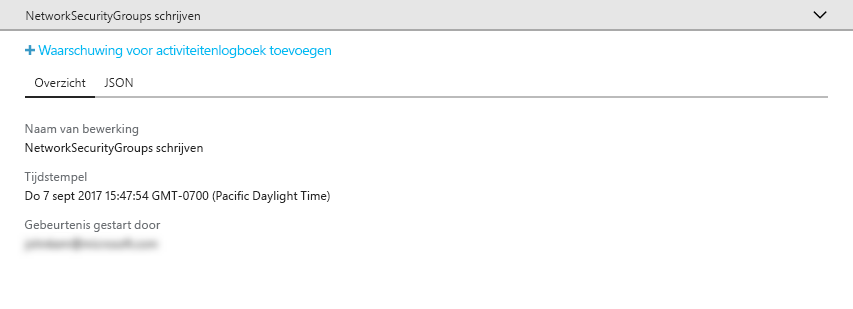 NetworkSecurityGroups schrijven
+ Waarschuwing voor activiteitenlogboek toevoegen
Overzicht JSON
Naam van bewerking
NetworkSecurityGroups schrijven
Tijdstempel
Do 7 sept 2017 15:47:54 GMT-0700 (Pacific Daylight Time)
Gebeurtenis gestart door